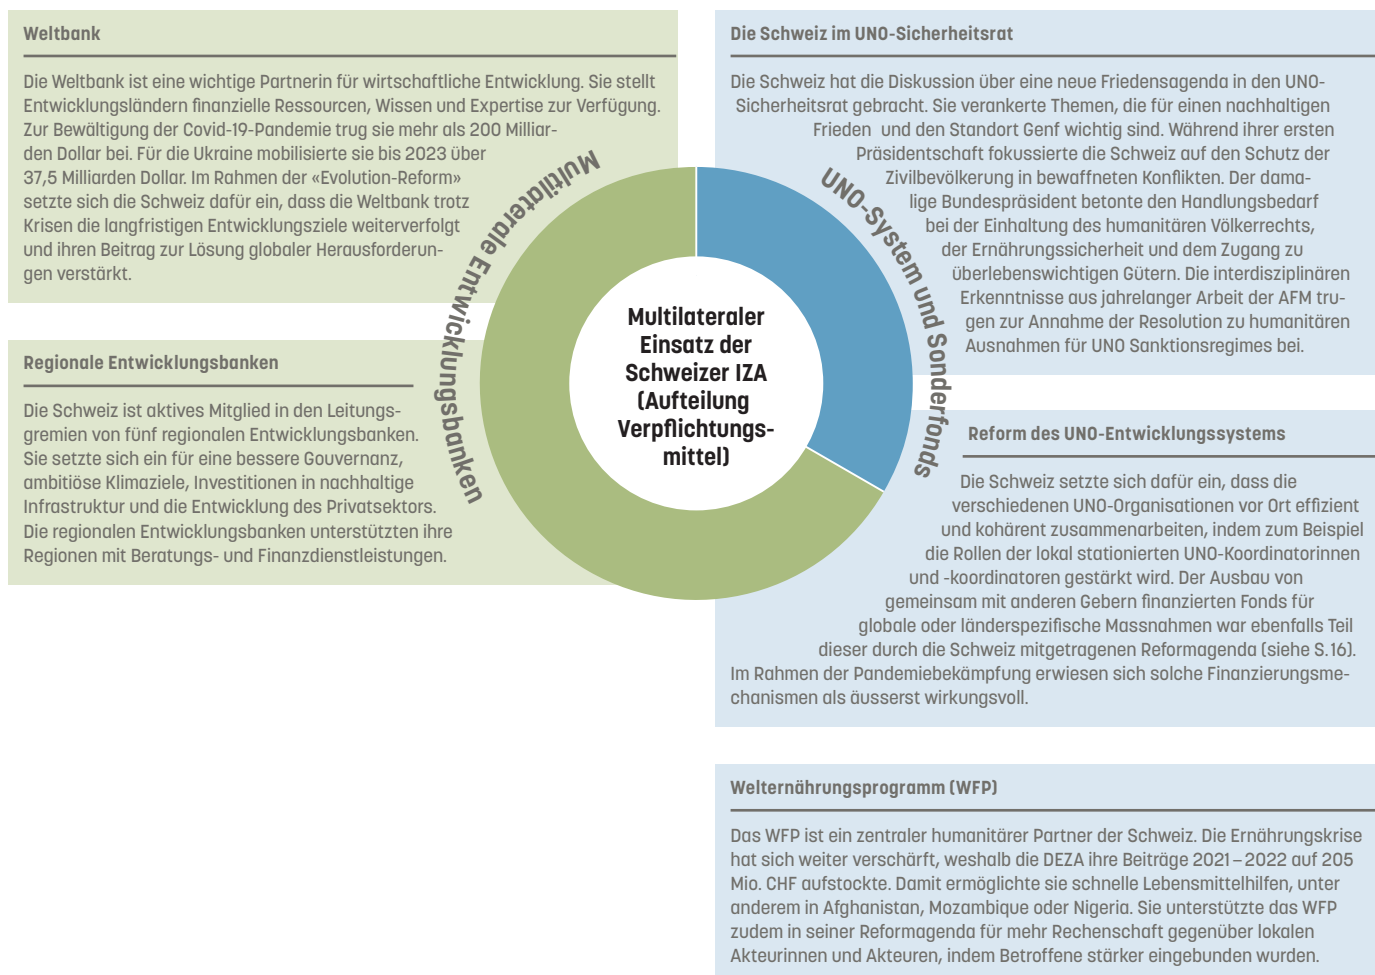 Weltbank
Die Weltbank ist eine wichtige Partnerin für wirtschaftliche Entwicklung. Sie stellt
Entwicklungsländern finanzielle Ressourcen, Wissen und Expertise zur Verfügung.
Zur Bewältigung der Covid-19-Pandemie trug sie mehr als 200 Milliar-
den Dollar bei. Für die Ukraine mobilisierte sie bis 2023 über
37,5 Milliarden Dollar. Im Rahmen der «Evolution-Reform»
setzte sich die Schweiz dafür ein, dass die Weltbank trotz
Krisen die langfristigen Entwicklungsziele weiterverfolgt
und ihren Beitrag zur Lösung globaler Herausforderun-
gen verstärkt.
Regionale Entwicklungsbanken
Die Schweiz ist aktives Mitglied in den Leitungs-
gremien von fünf regionalen Entwicklungsbanken.
Sie setzte sich ein für eine bessere Gouvernanz,
ambitiöse Klimaziele, Investitionen in nachhaltige
Infrastruktur und die Entwicklung des Privatsektors.
Die regionalen Entwicklungsbanken unterstützten ihre
Regionen mit Beratungs- und Finanzdienstleistungen.
Multilaterale Entwicklungsbanken
Multilateraler
Einsatz der
Schweizer IZA
(Aufteilung
Verpflichtungs-
mittel)
UNO-System und Sonderfonds
Die Schweiz im UNO-Sicherheitsrat
Die Schweiz hat die Diskussion über eine neue Friedensagenda in den UNO-
Sicherheitsrat gebracht. Sie verankerte Themen, die für einen nachhaltigen
Frieden und den Standort Genf wichtig sind. Während ihrer ersten
Präsidentschaft fokussierte die Schweiz auf den Schutz der
Zivilbevölkerung in bewaffneten Konflikten. Der dama-
lige Bundespräsident betonte den Handlungsbedarf
bei der Einhaltung des humanitären Völkerrechts,
der Ernährungssicherheit und dem Zugang zu
überlebenswichtigen Gütern. Die interdisziplinären
Erkenntnisse aus jahrelanger Arbeit der AFM tru-
gen zur Annahme der Resolution zu humanitären
Ausnahmen für UNO Sanktionsregimes bei.
Reform des UNO-Entwicklungssystems
Die Schweiz setzte sich dafür ein, dass die
verschiedenen UNO-Organisationen vor Ort effizient
und kohärent zusammenarbeiten, indem zum Beispiel
die Rollen der lokal stationierten UNO-Koordinatorinnen
und -koordinatoren gestärkt wird. Der Ausbau von
gemeinsam mit anderen Gebern finanzierten Fonds für
globale oder länderspezifische Massnahmen war ebenfalls Teil
dieser durch die Schweiz mitgetragenen Reformagenda (siehe S. 16).
Im Rahmen der Pandemiebekämpfung erwiesen sich solche Finanzierungsme-
chanismen als äusserst wirkungsvoll.
Welternährungsprogramm (WFP)
Das WFP ist ein zentraler humanitärer Partner der Schweiz. Die Ernährungskrise
hat sich weiter verschärft, weshalb die DEZA ihre Beiträge 2021–2022 auf 205
Mio. CHF aufstockte. Damit ermöglichte sie schnelle Lebensmittelhilfen, unter
anderem in Afghanistan, Mozambique oder Nigeria. Sie unterstützte das WFP
zudem in seiner Reformagenda für mehr Rechenschaft gegenüber lokalen
Akteurinnen und Akteuren, indem Betroffene stärker eingebunden wurden.